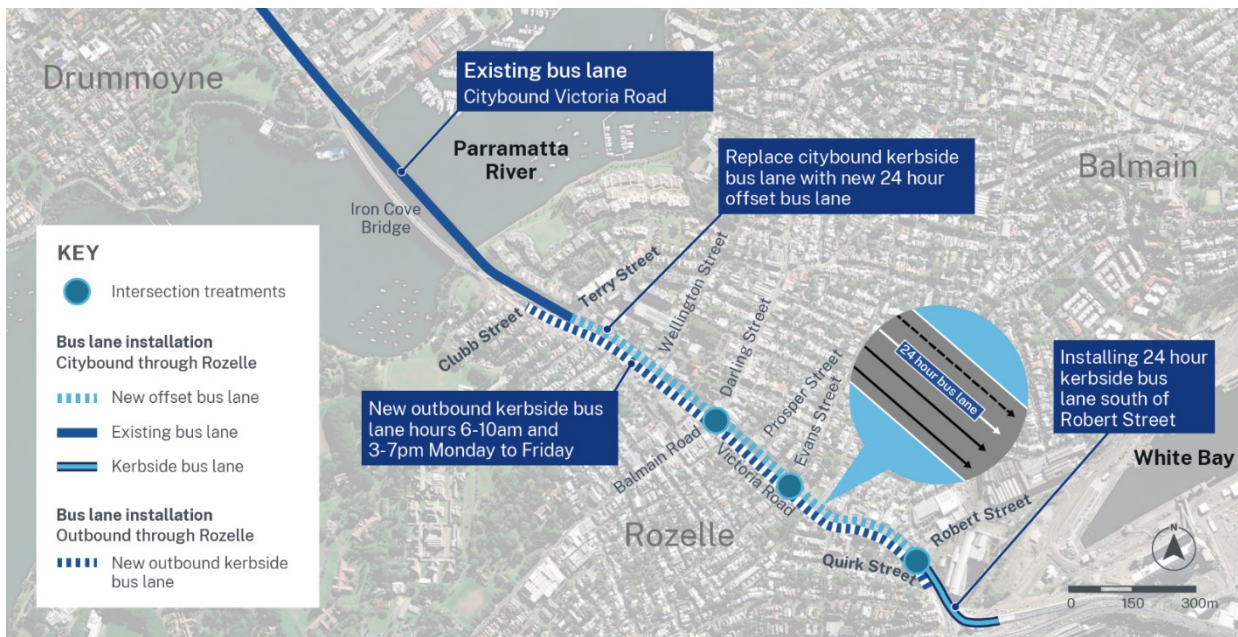 Drummoyne
Existing bus lane
Citybound Victoria Road
Parramatta
River
Iron Cove
Bridge
Replace citybound kerbside
bus lane with new 24 hour
offset bus lane
Balmain
KEY
Intersection treatments
Bus lane installation
Citybound through Rozelle
New offset bus lane
Existing bus lane
Kerbside bus lane
Bus lane installation
Outbound through Rozelle
New outbound kerbside
bus lane
Clubb Street
Terry Street
Wellington Street
Darling Street
Prosper Street
Evans Street
24 hour bus lane
Installing 24 hour
kerbside bus
lane south of
Robert Street
New outbound kerbside bus
lane hours 6-10am and
3-7pm Monday to Friday
Balmain Road
Victoria Road
White Bay
Rozelle
Robert Street
Quirk Street
N
0 150 300m